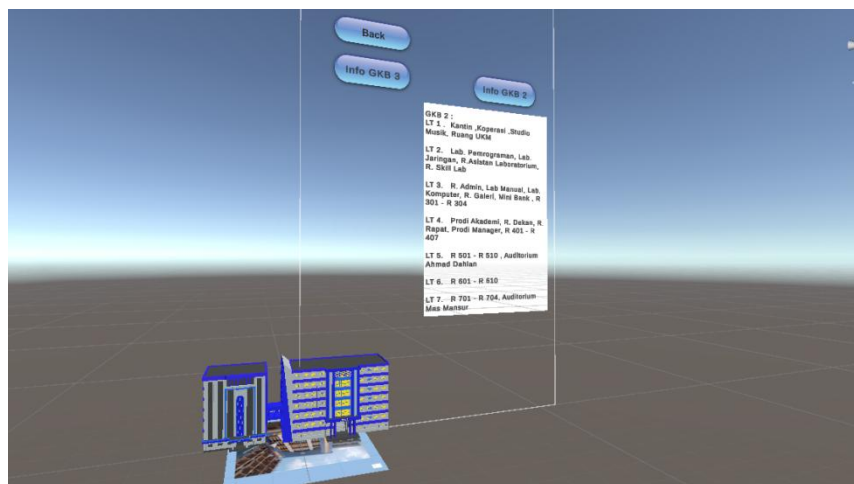 Back
Info GKB 3
Info GKB 2
GKB 2 :
LT 1 . Kantin ,Koperasi ,Studio
Musik, Ruang UKM
LT 2. Lab. Pemrograman, Lab.
Jaringan, R.Asistan Laboratorium,
R. Skill Lab
LT 3. R. Admin, Lab Manual, Lab.
Komputer, R. Galeri, Mini Bank , R
301 - R 304
LT 4. Prodi Akademi, R. Dekan, R.
Rapat, Prodi Manager, R 401 - R
407
LT 5. R 501 - R 510 , Auditorium
Ahmad Dahlan
LT 6. R 601 - R 610
LT 7. R 701 - R 704, Auditorium
Mas Mansur